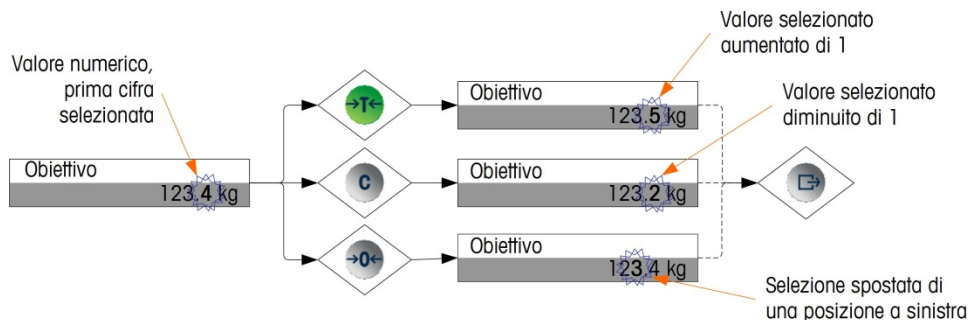 Valore numerico,
prima cifra
selezionata
Obiettivo
123.4 kg
→T←
C
→0←
Valore selezionato
aumentato di 1
Obiettivo
123.5 kg
Valore selezionato
diminuito di 1
Obiettivo
123.2 kg
Obiettivo
123.4 kg
Selezione spostata di
una posizione a sinistra